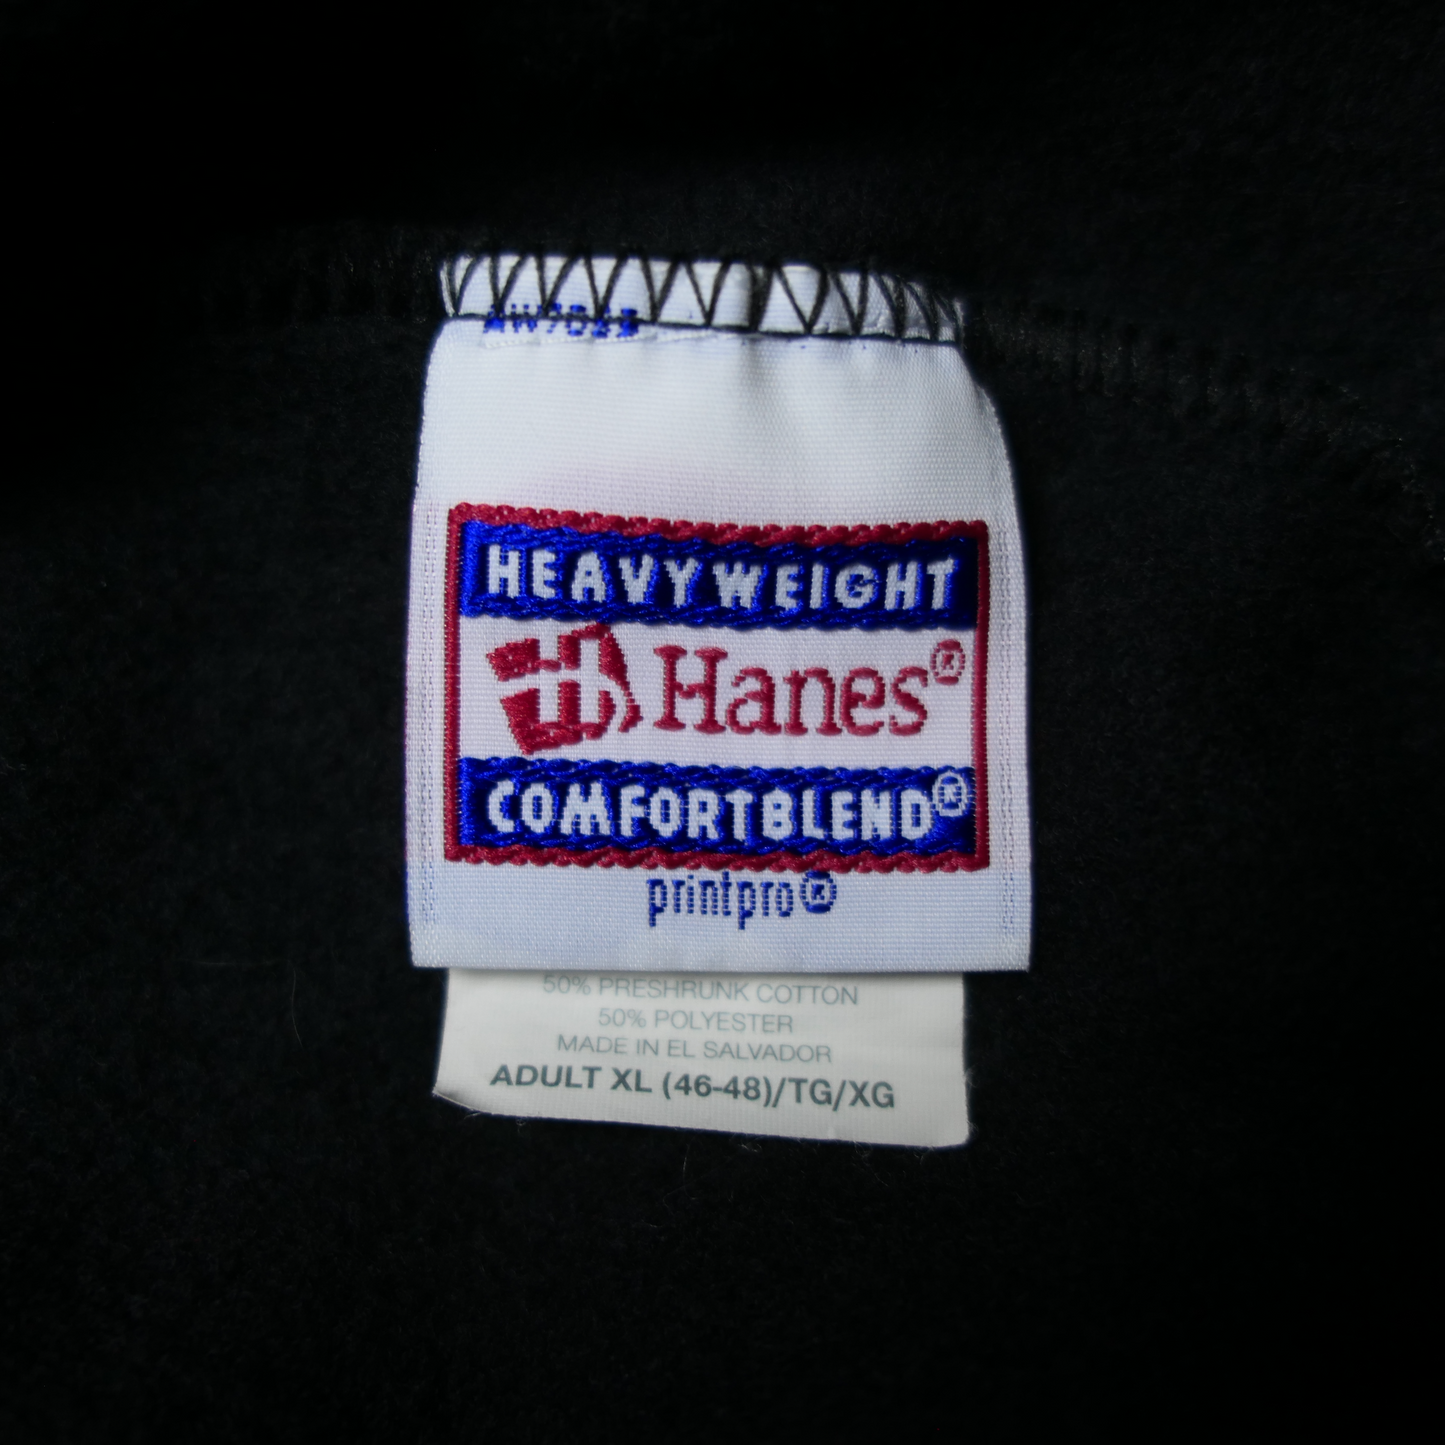 HEAVYWEIGHT
Hanes®
COMFORTBLEND®
printpro®
50% PRESHRUNK COTTON
50% POLYESTER
MADE IN EL SALVADOR
ADULT XL (46-48)/TG/XG